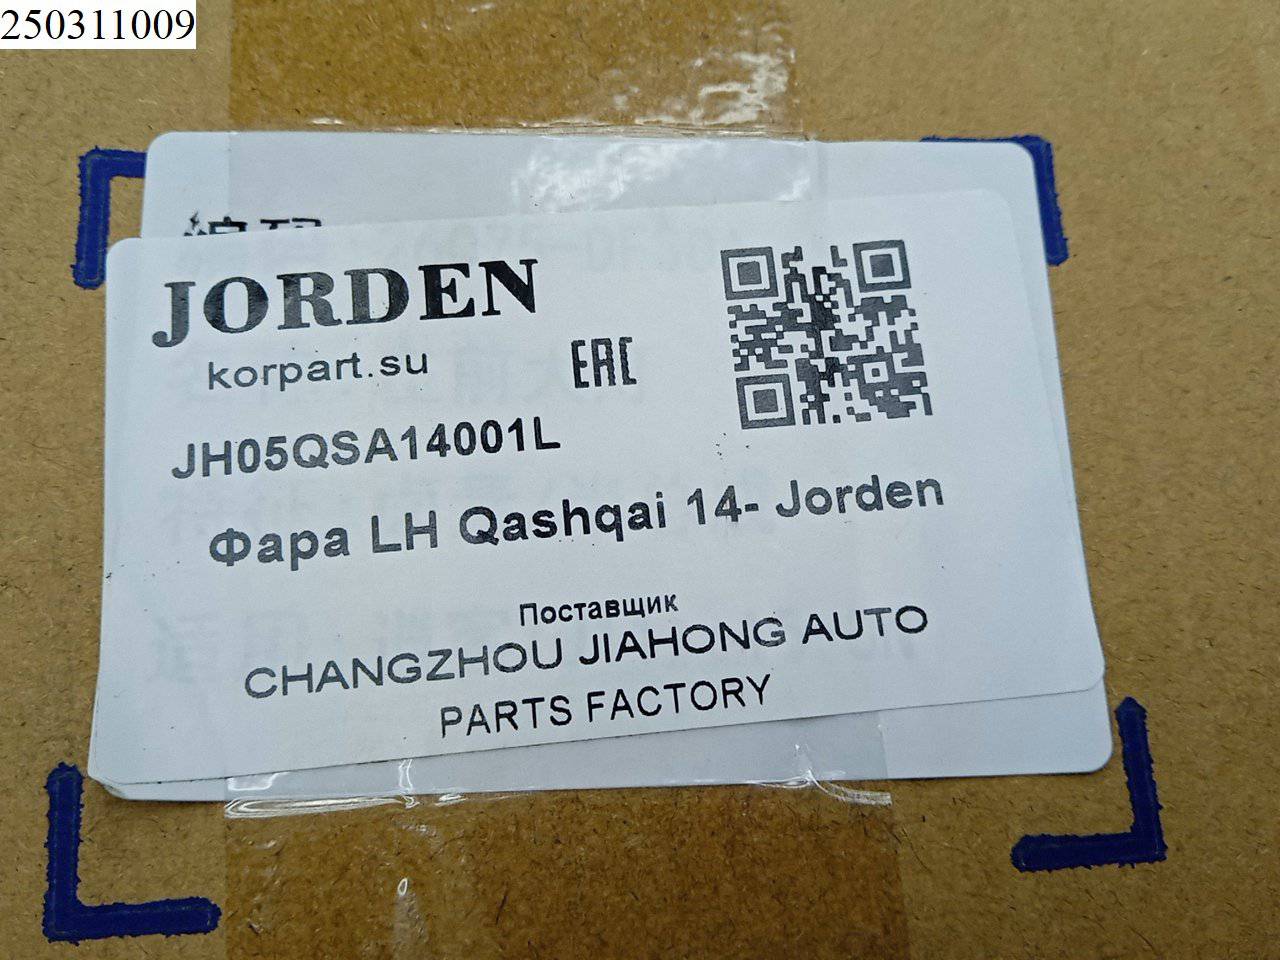 250311009
JORDEN
korpart.su
EAC
JH05QSA14001L
Фара LH Qashqai 14- Jorden
Поставщик
CHANGZHOU JIAHONG AUTO
PARTS FACTORY